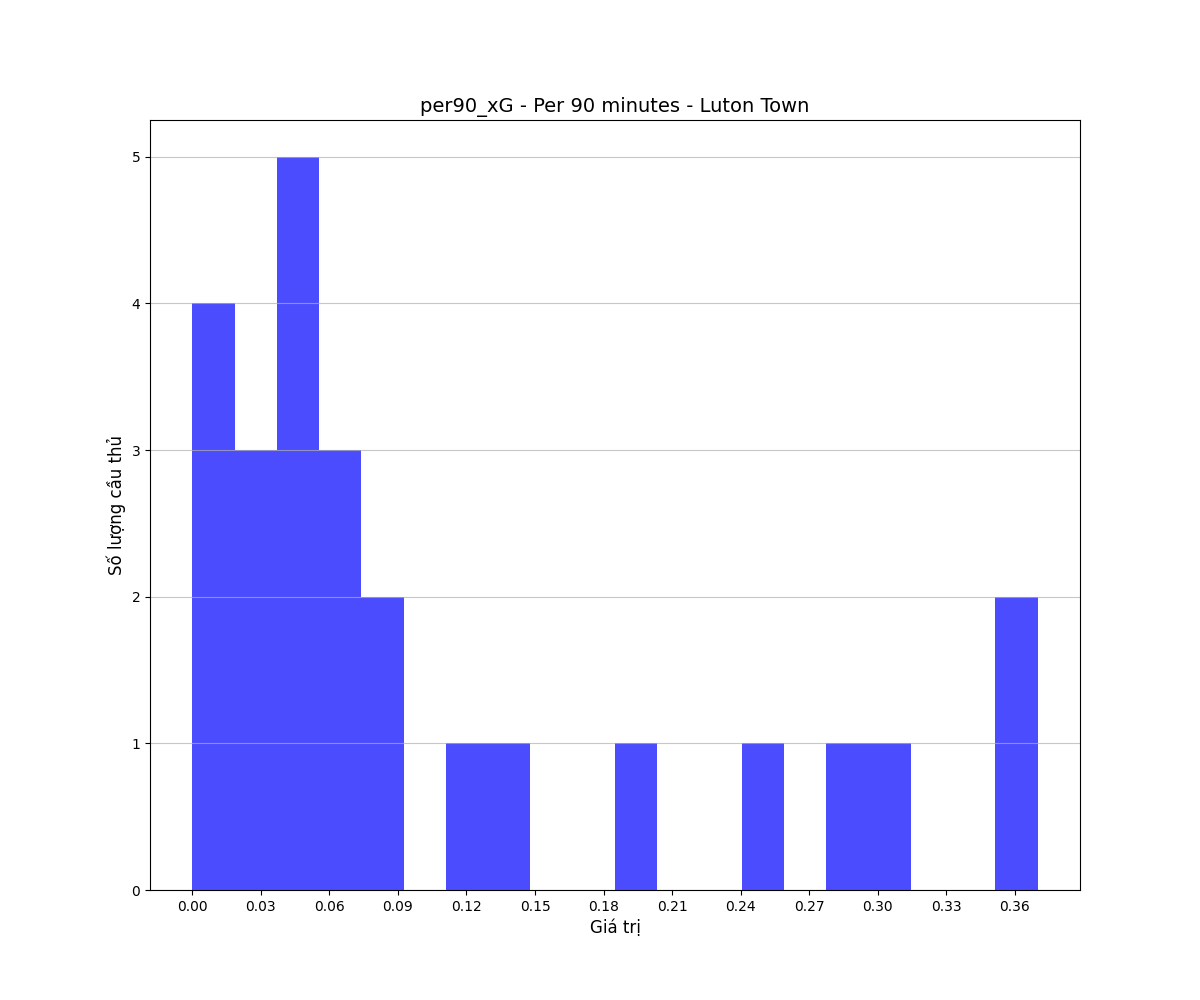 per90_xG - Per 90 minutes - Luton Town
5
4
3
2
1
0
Số lượng cầu thủ
0.00 0.03 0.06 0.09 0.12 0.15 0.18 0.21 0.24 0.27 0.30 0.33 0.36
Giá trị